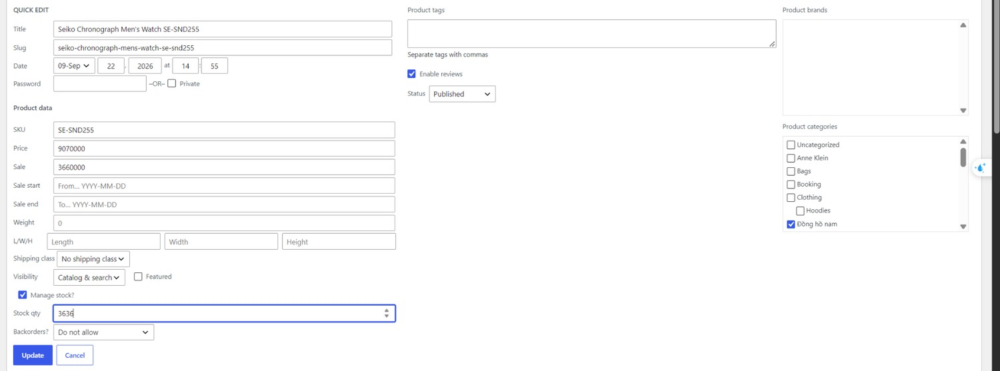 QUICK EDIT
Title Seiko Chronograph Men's Watch SE-SND255
Slug seiko-chronograph-mens-watch-se-snd255
Date 09-Sep 22 , 2026 at 14 : 55
Password –OR– Private
Product data
SKU SE-SND255
Price 9070000
Sale 3660000
Sale start From... YYYY-MM-DD
Sale end To... YYYY-MM-DD
Weight 0
L/W/H Length Width Height
Shipping class No shipping class
Visibility Catalog & search Featured
Manage stock?
Stock qty 3636
Backorders? Do not allow
Update Cancel
Product tags
Separate tags with commas
Enable reviews
Status Published
Product brands
Product categories
Uncategorized
Anne Klein
Bags
Booking
Clothing
Hoodies
Đồng hồ nam